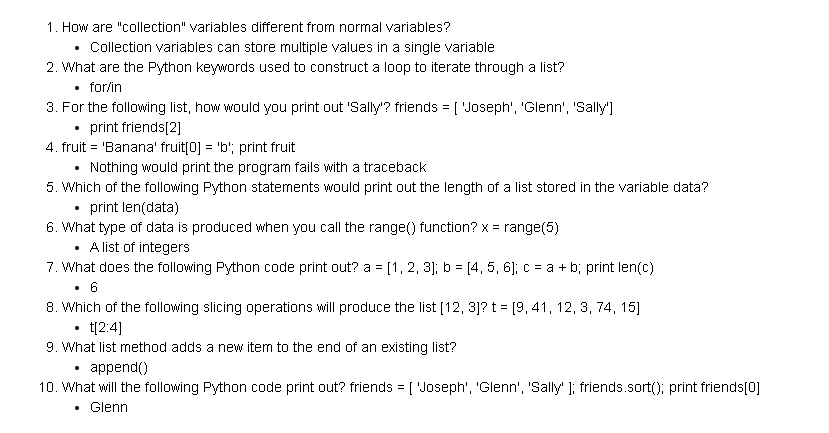 1. How are "collection" variables different from normal variables?
• Collection variables can store multiple values in a single variable
2. What are the Python keywords used to construct a loop to iterate through a list?
• for/in
3. For the following list, how would you print out 'Sally'? friends = [ 'Joseph', 'Glenn', 'Sally']
• print friends[2]
4. fruit = 'Banana' fruit[0] = 'b'; print fruit
• Nothing would print the program fails with a traceback
5. Which of the following Python statements would print out the length of a list stored in the variable data?
• print len(data)
6. What type of data is produced when you call the range() function? x = range(5)
• A list of integers
7. What does the following Python code print out? a = [1, 2, 3]; b = [4, 5, 6]; c = a + b; print len(c)
• 6
8. Which of the following slicing operations will produce the list [12, 3]? t = [9, 41, 12, 3, 74, 15]
• t[2:4]
9. What list method adds a new item to the end of an existing list?
• append()
10. What will the following Python code print out? friends = [ 'Joseph', 'Glenn', 'Sally' ]; friends.sort(); print friends[0]
• Glenn